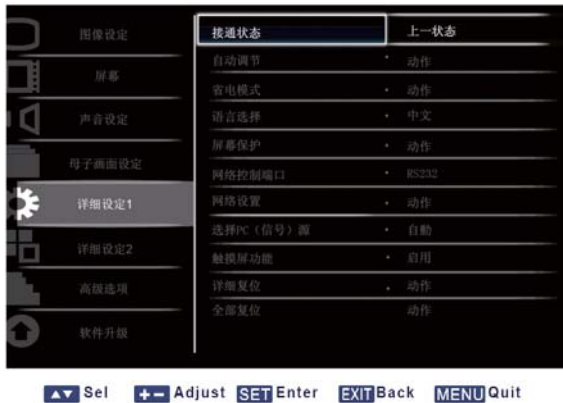 图像设定
屏幕
声音设定
母子画面设定
详细设定1
详细设定2
高级选项
软件升级
接通状态 上一状态
自动调节 动作
省电模式 动作
语言选择 中文
屏幕保护 动作
网络控制端口 RS232
网络设置 动作
选择PC（信号）源 自動
触摸屏功能 启用
详细复位 动作
全部复位 动作
Sel + - Adjust SET Enter EXIT Back MENU Quit